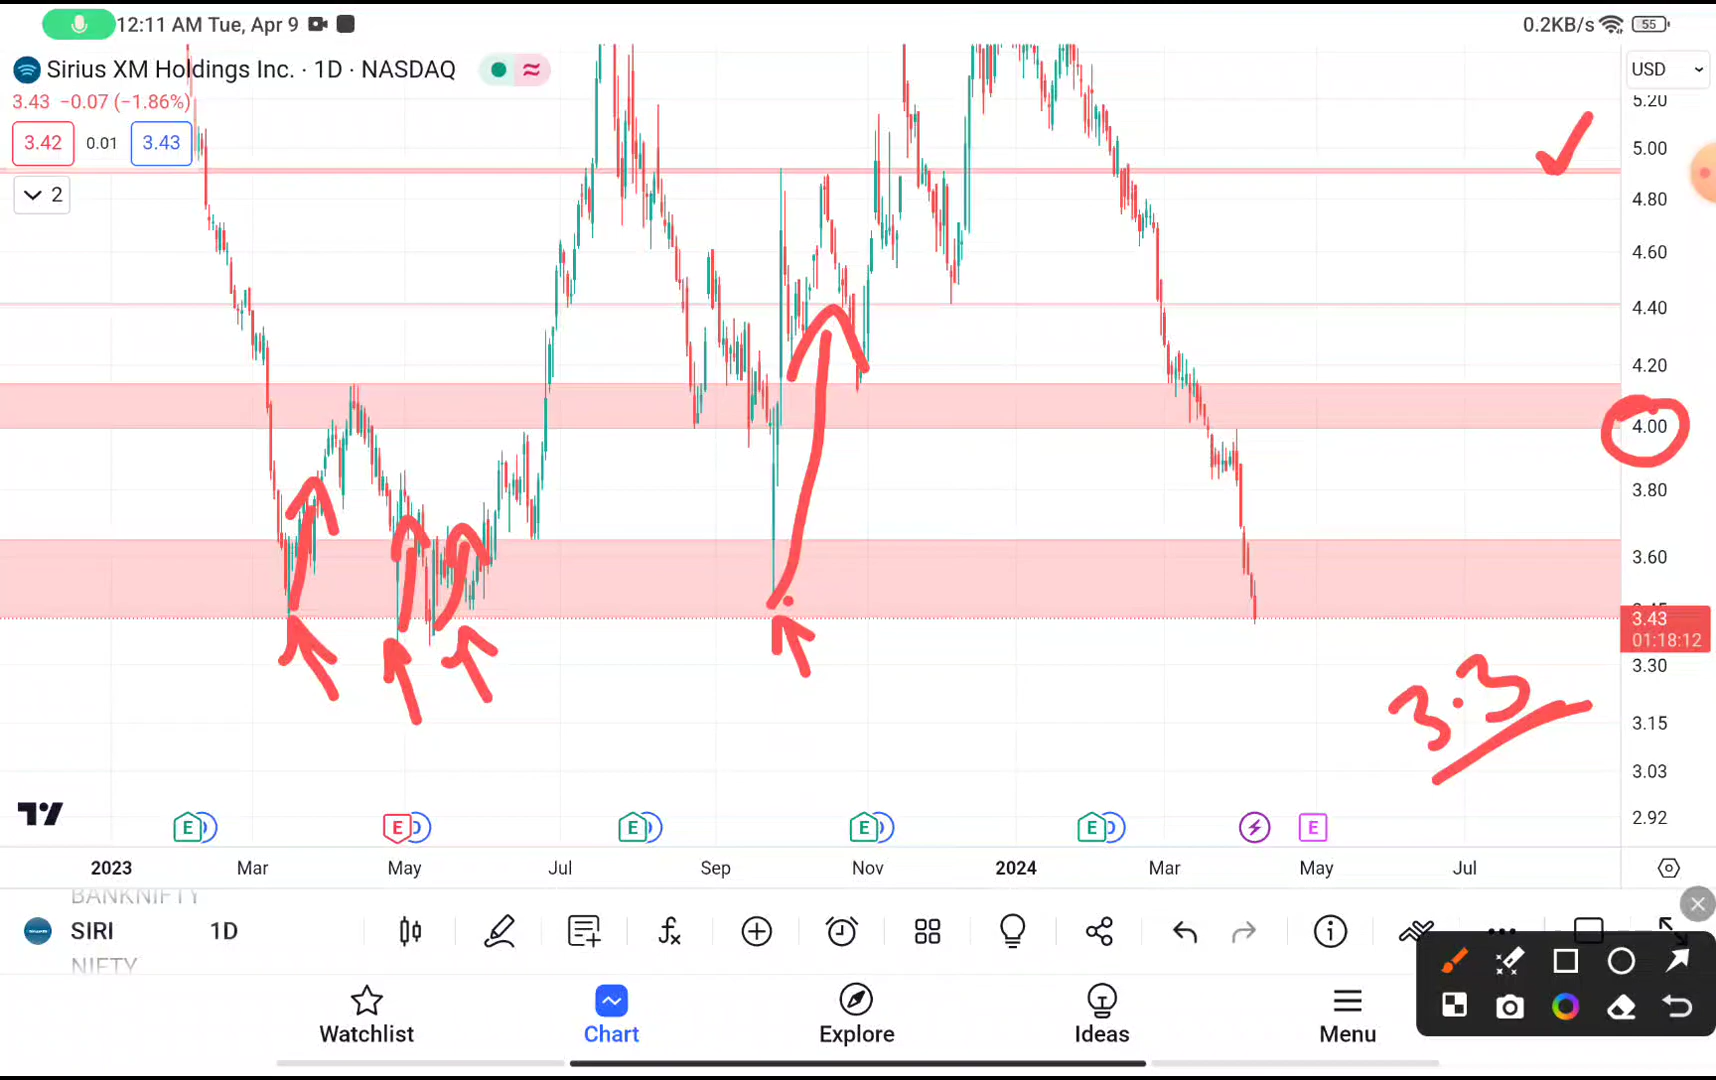 12:11 AM Tue, Apr 9
0.2KB/s
55
Sirius XM Holdings Inc. · 1D · NASDAQ
USD
3.43 −0.07 (−1.86%)
3.42 0.01 3.43
2
5.20
5.00
4.80
4.60
4.40
4.20
4.00
3.80
3.60
3.43
01:18:12
3.30
3.15
3.03
2.92
3.3
E D E D E D E D E D E
2023 Mar May Jul Sep Nov 2024 Mar May Jul
BANKNIFTY
SIRI 1D
NIFTY
Watchlist Chart Explore Ideas Menu